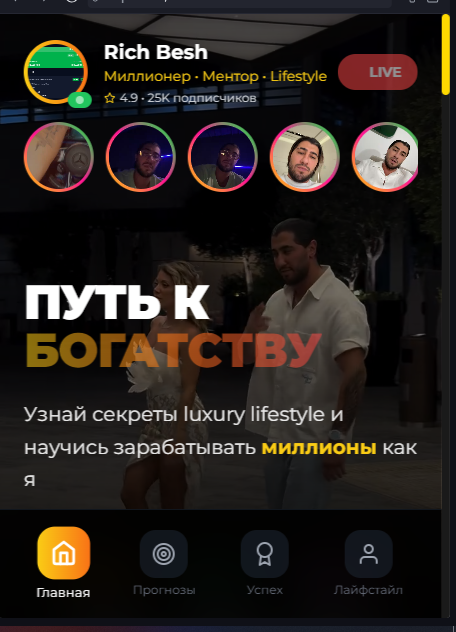 Rich Besh
Миллионер • Ментор • Lifestyle
4.9 • 25K подписчиков
LIVE
ПУТЬ К
БОГАТСТВУ
Узнай секреты luxury lifestyle и
научись зарабатывать миллионы как
я
Главная
Прогнозы
Успех
Лайфстайл